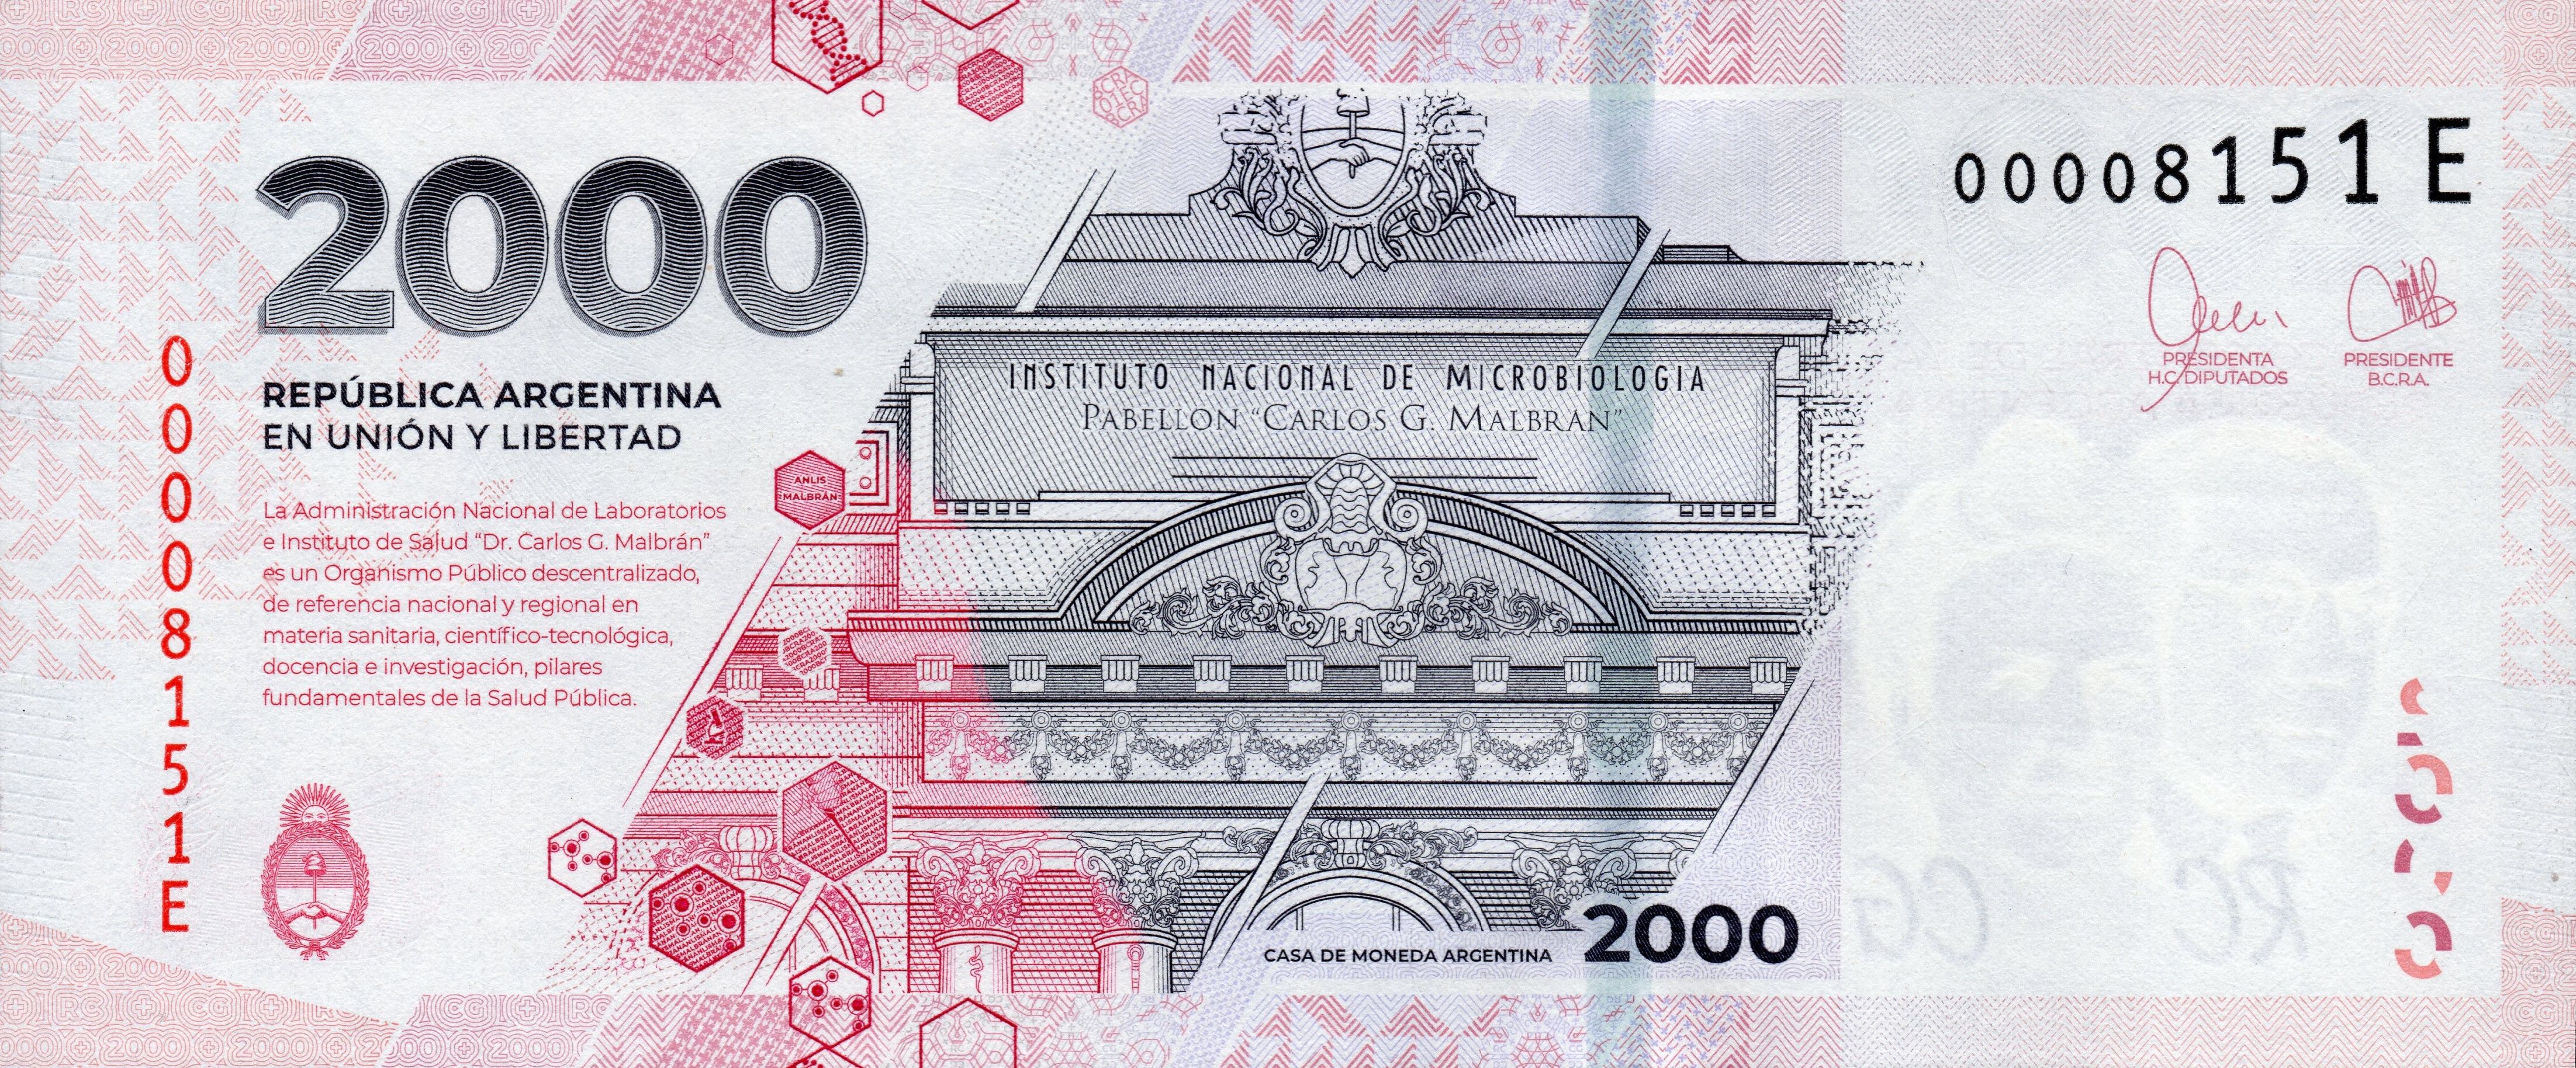 2000
00008151 E
REPÚBLICA ARGENTINA
EN UNIÓN Y LIBERTAD
La Administración Nacional de Laboratorios
e Instituto de Salud “Dr. Carlos G. Malbrán”
es un Organismo Público descentralizado,
de referencia nacional y regional en
materia sanitaria, científico-tecnológica,
docencia e investigación, pilares
fundamentales de la Salud Pública.
00008151E
ANLIS
MALBRÁN
INSTITUTO NACIONAL DE MICROBIOLOGIA
PABELLON “CARLOS G. MALBRAN”
PRESIDENTA
H.C. DIPUTADOS
PRESIDENTE
B.C.R.A.
CASA DE MONEDA ARGENTINA
2000
CG
RC